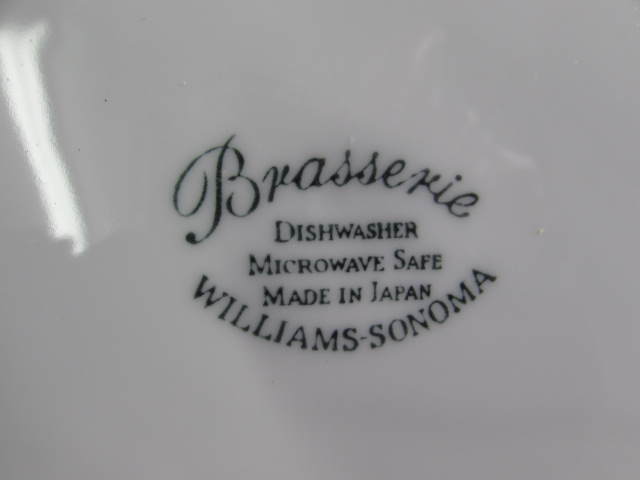 Brasserie
DISHWASHER
MICROWAVE SAFE
MADE IN JAPAN
WILLIAMS-SONOMA